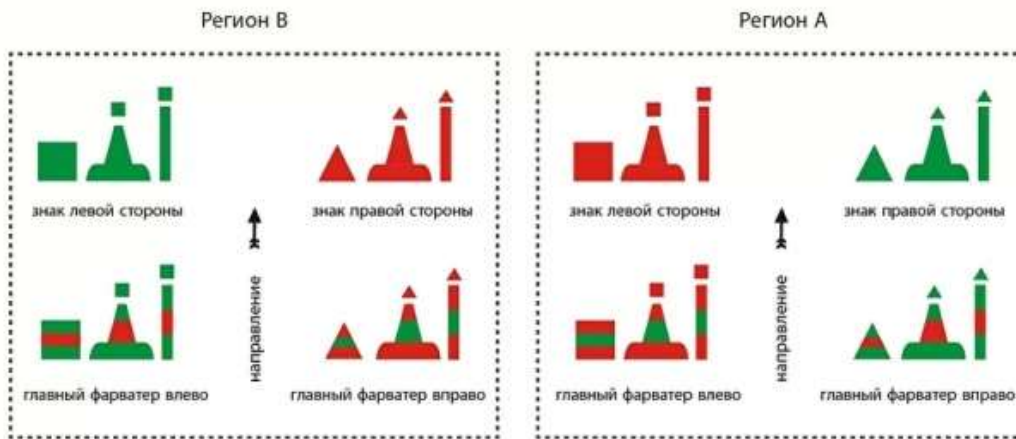 Регион B
Регион А
знак левой стороны
знак правой стороны
направление
главный фарватер влево
главный фарватер вправо
знак левой стороны
знак правой стороны
направление
главный фарватер влево
главный фарватер вправо